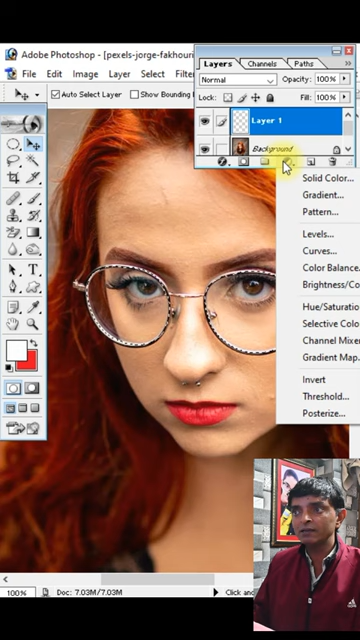 Adobe Photoshop - [pexels-jorge-fakhouri
File Edit Image Layer Select
Auto Select Layer Show Bounding
Layers Channels Paths
Normal Opacity: 100%
Lock: Fill: 100%
Layer 1
Background
Solid Color...
Gradient...
Pattern...
Levels...
Curves...
Color Balance.
Brightness/Co
Hue/Saturatio
Selective Colo
Channel Mixer
Gradient Map.
Invert
Threshold...
Posterize...
100% Doc: 7.03M/7.03M Click and